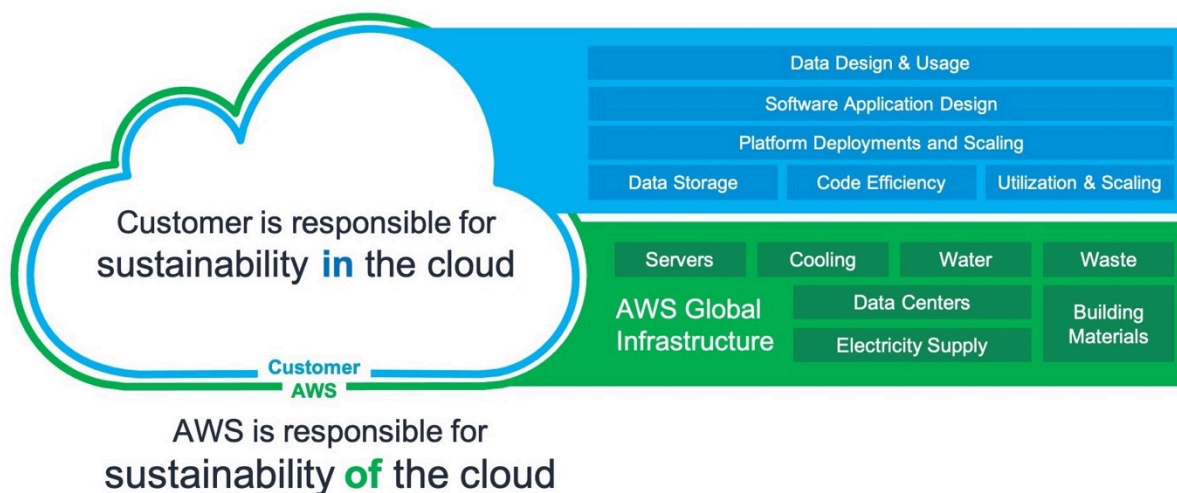 Data Design & Usage
Software Application Design
Platform Deployments and Scaling
Data Storage
Code Efficiency
Utilization & Scaling
Customer is responsible for
sustainability in the cloud
Servers
Cooling
Water
Waste
AWS Global
Infrastructure
Data Centers
Electricity Supply
Building
Materials
Customer
AWS
AWS is responsible for
sustainability of the cloud